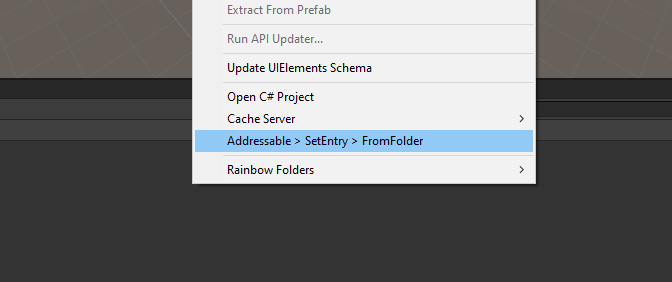 Extract From Prefab
Run API Updater...
Update UIElements Schema
Open C# Project
Cache Server
Addressable > SetEntry > FromFolder
Rainbow Folders